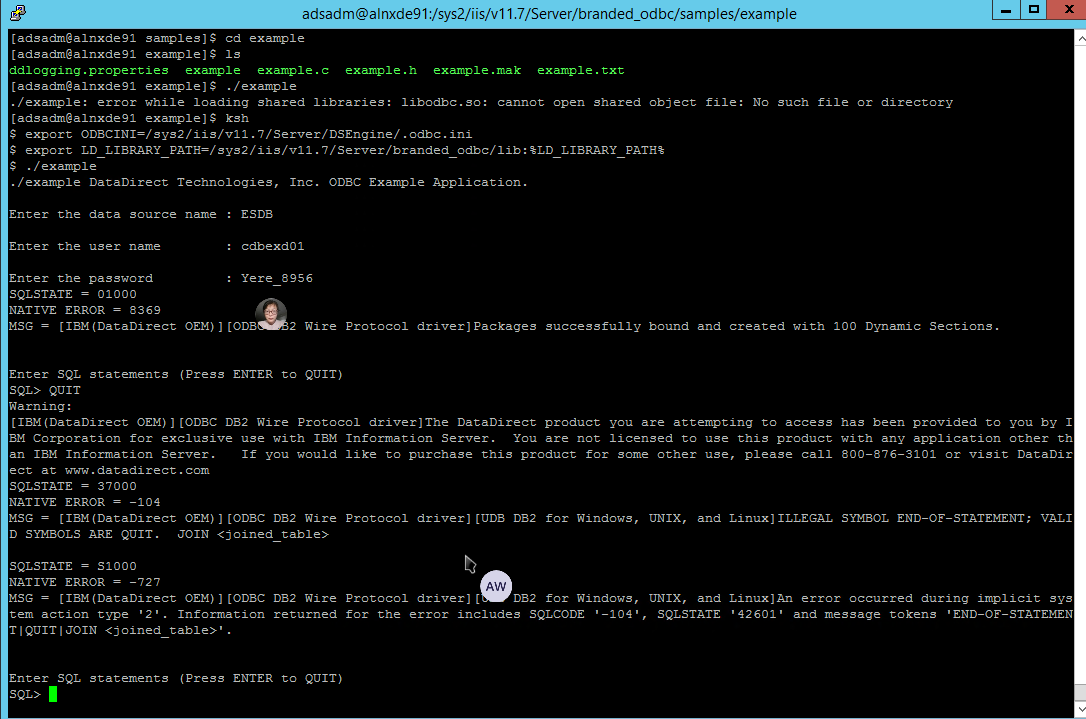 adsadm@alnxde91:/sys2/iis/v11.7/Server/branded_odbc/samples/example
[adsadm@alnxde91 samples]$ cd example
[adsadm@alnxde91 example]$ ls
ddlogging.properties  example  example.c  example.h  example.mak  example.txt
[adsadm@alnxde91 example]$ ./example
./example: error while loading shared libraries: libodbc.so: cannot open shared object file: No such file or directory
[adsadm@alnxde91 example]$ ksh
$ export ODBCINI=/sys2/iis/v11.7/Server/DSEngine/.odbc.ini
$ export LD_LIBRARY_PATH=/sys2/iis/v11.7/Server/branded_odbc/lib:%LD_LIBRARY_PATH%
$ ./example
./example DataDirect Technologies, Inc. ODBC Example Application.
Enter the data source name : ESDB
Enter the user name        : cdbexd01
Enter the password         : Yere_8956
SQLSTATE = 01000
NATIVE ERROR = 8369
MSG = [IBM(DataDirect OEM)][ODBC B2 Wire Protocol driver]Packages successfully bound and created with 100 Dynamic Sections.
Enter SQL statements (Press ENTER to QUIT)
SQL> QUIT
Warning:
[IBM(DataDirect OEM)][ODBC DB2 Wire Protocol driver]The DataDirect product you are attempting to access has been provided to you by I
BM Corporation for exclusive use with IBM Information Server.  You are not licensed to use this product with any application other th
an IBM Information Server.   If you would like to purchase this product for some other use, please call 800-876-3101 or visit DataDir
ect at www.datadirect.com
SQLSTATE = 37000
NATIVE ERROR = -104
MSG = [IBM(DataDirect OEM)][ODBC DB2 Wire Protocol driver][UDB DB2 for Windows, UNIX, and Linux]ILLEGAL SYMBOL END-OF-STATEMENT; VALI
D SYMBOLS ARE QUIT.  JOIN <joined_table>
SQLSTATE = S1000
NATIVE ERROR = -727
MSG = [IBM(DataDirect OEM)][ODBC DB2 Wire Protocol driver][U DB2 for Windows, UNIX, and Linux]An error occurred during implicit sys
AW
tem action type '2'. Information returned for the error includes SQLCODE '-104', SQLSTATE '42601' and message tokens 'END-OF-STATEMEN
T|QUIT|JOIN <joined_table>'.
Enter SQL statements (Press ENTER to QUIT)
SQL>